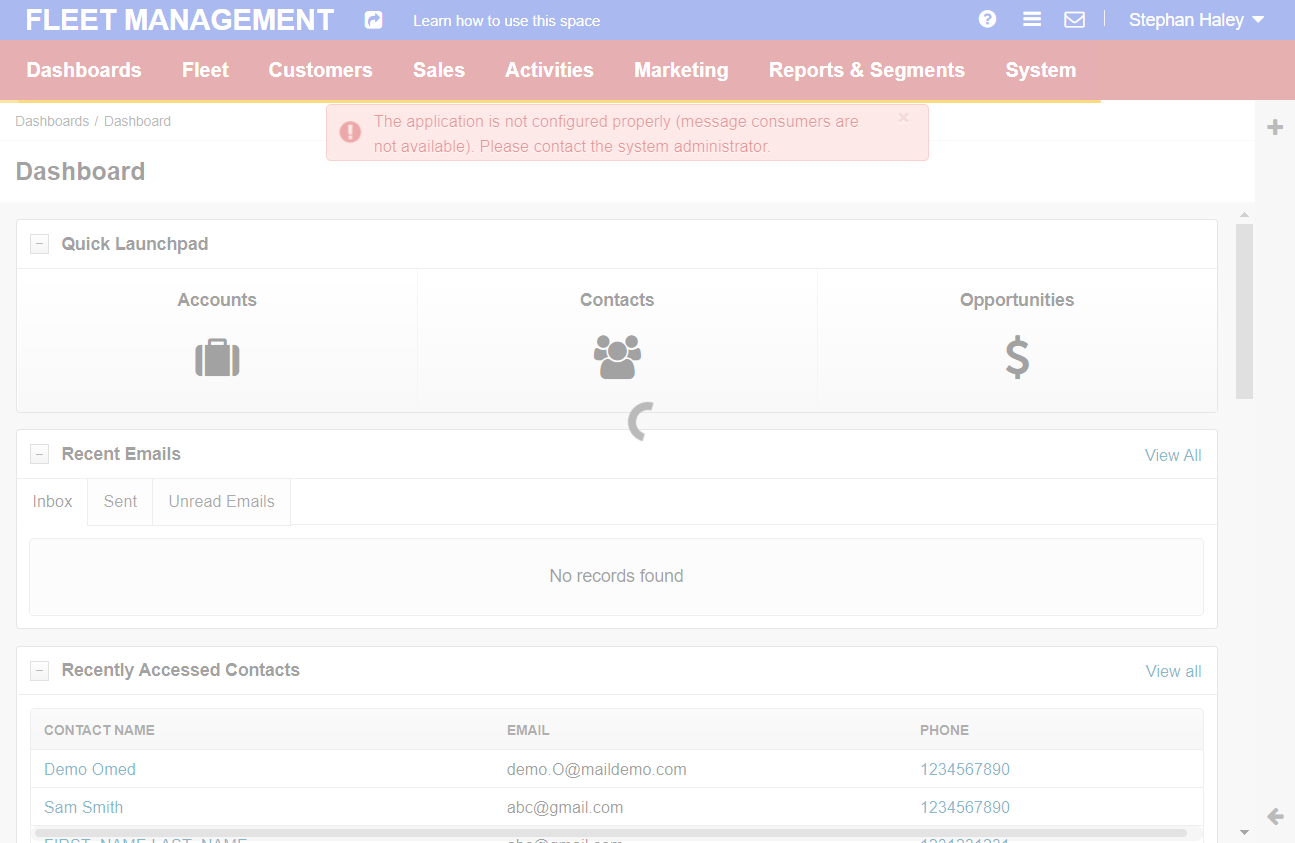 FLEET MANAGEMENT
Learn how to use this space
Stephan Haley
Dashboards Fleet Customers Sales Activities Marketing Reports & Segments System
Dashboards / Dashboard
The application is not configured properly (message consumers are
not available). Please contact the system administrator.
×
Dashboard
Quick Launchpad
Accounts Contacts Opportunities
Recent Emails View All
Inbox Sent Unread Emails
No records found
Recently Accessed Contacts View all
CONTACT NAME EMAIL PHONE
Demo Omed demo.O@maildemo.com 1234567890
Sam Smith abc@gmail.com 1234567890